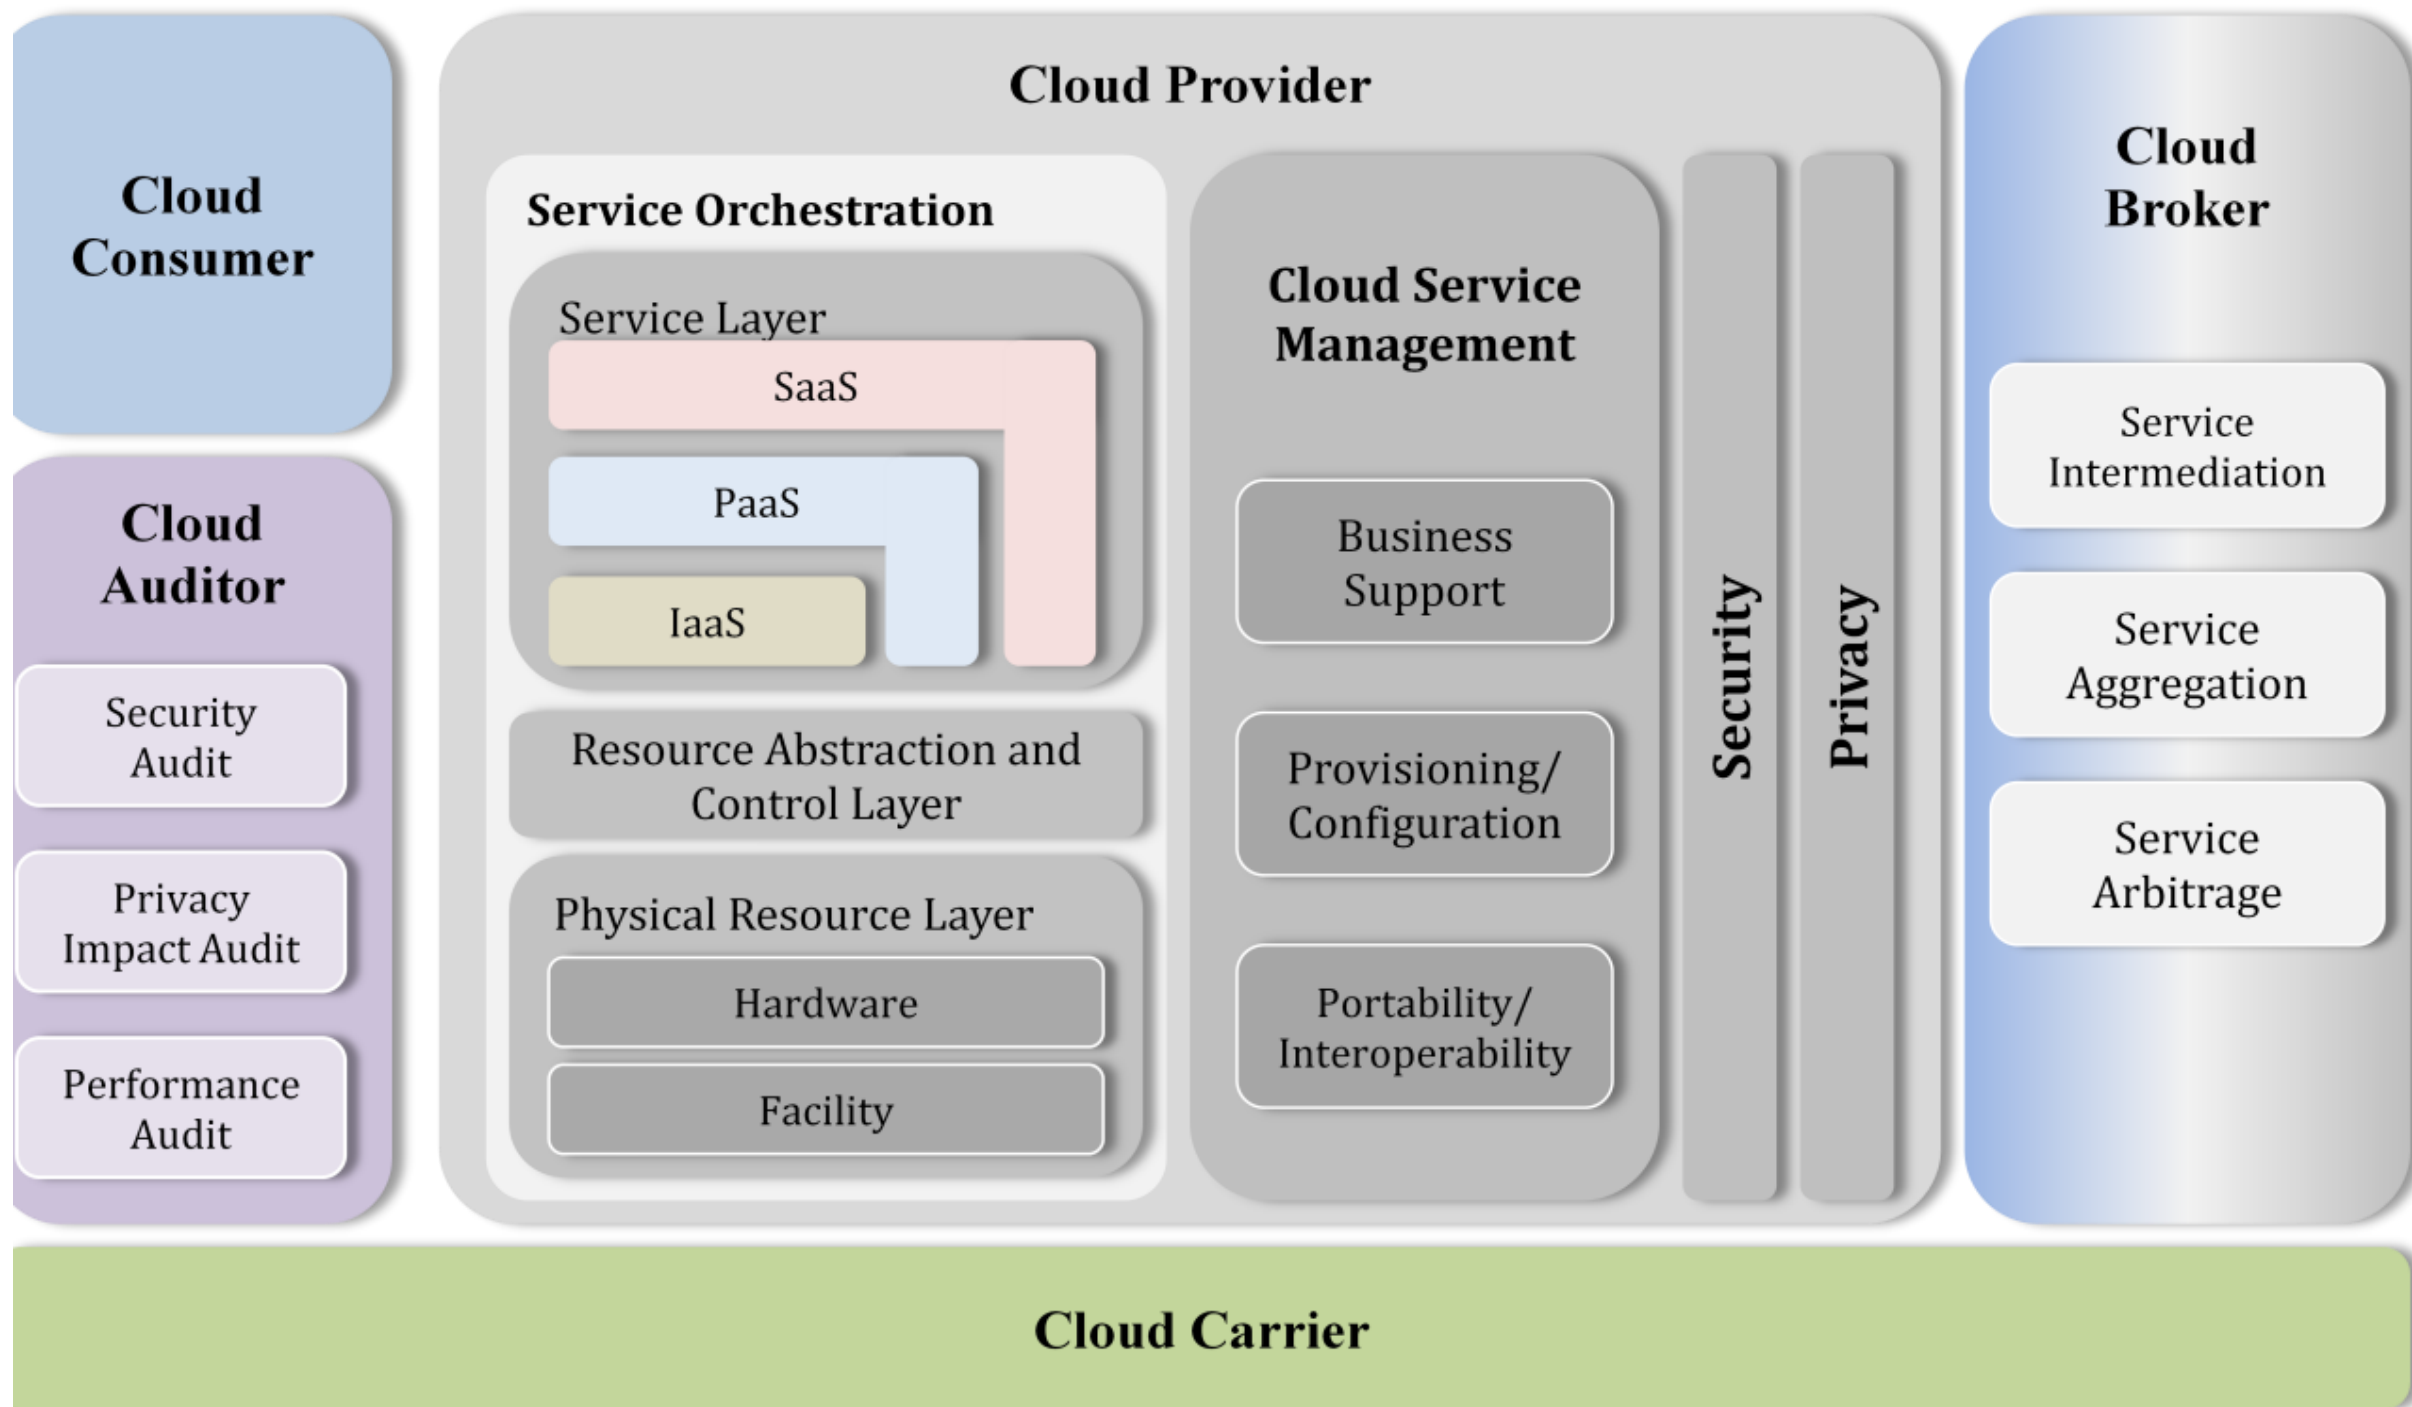 Cloud
Consumer
Cloud
Auditor
Security
Audit
Privacy
Impact Audit
Performance
Audit
Cloud Provider
Service Orchestration
Service Layer
SaaS
PaaS
IaaS
Resource Abstraction and
Control Layer
Physical Resource Layer
Hardware
Facility
Cloud Service
Management
Business
Support
Provisioning/
Configuration
Portability/
Interoperability
Security
Privacy
Cloud
Broker
Service
Intermediation
Service
Aggregation
Service
Arbitrage
Cloud Carrier